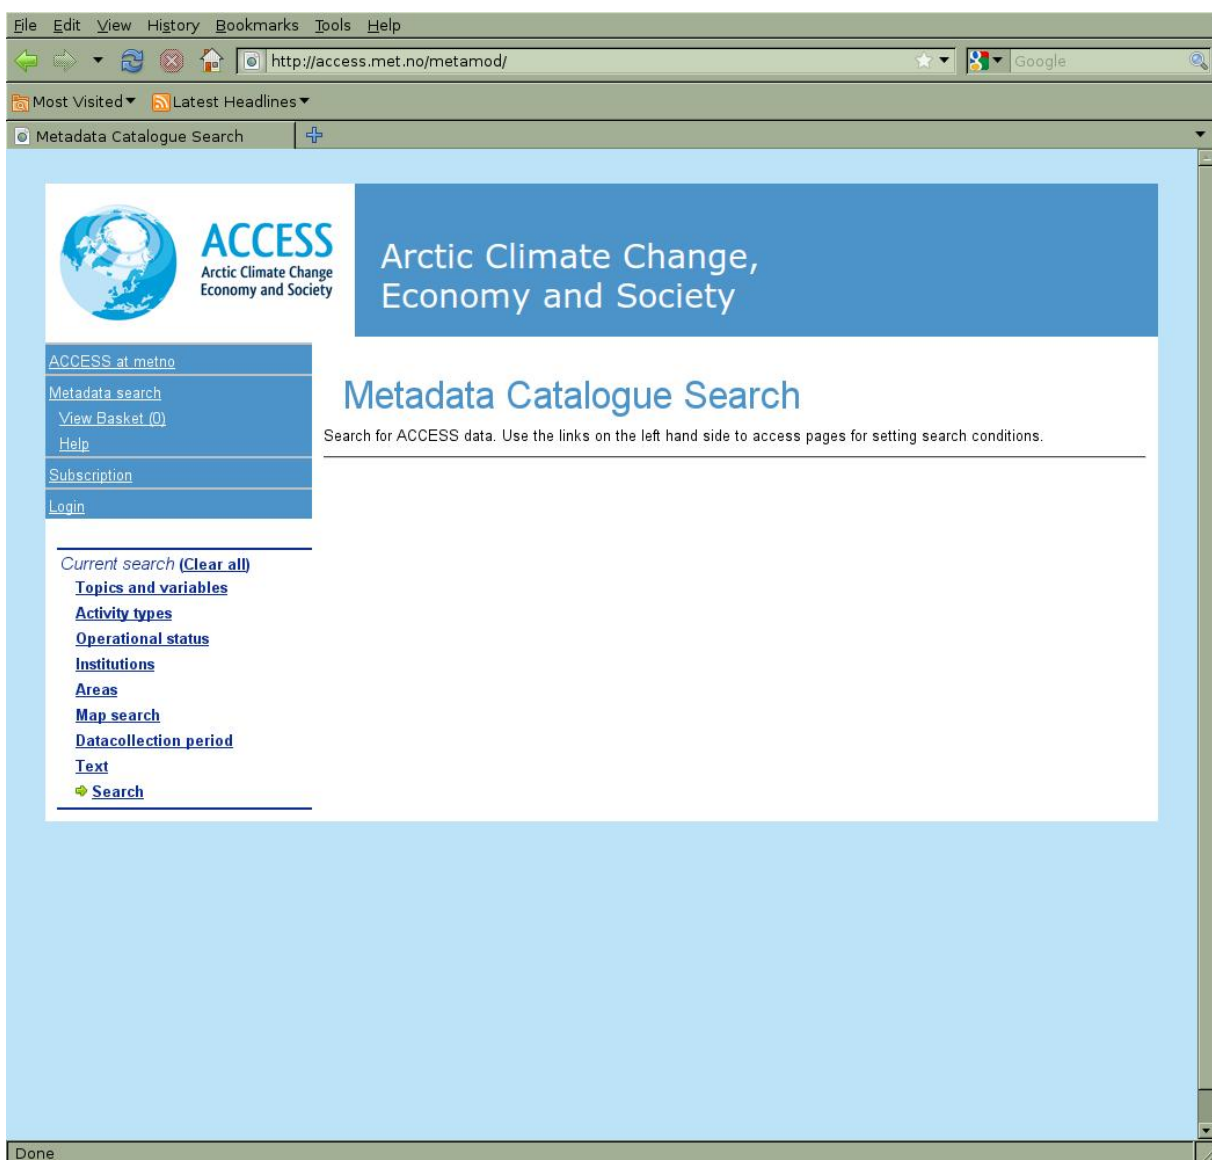 File Edit View History Bookmarks Tools Help
http://access.met.no/metamod/
Google
Most Visited Latest Headlines
Metadata Catalogue Search
ACCESS
Arctic Climate Change
Economy and Society
Arctic Climate Change,
Economy and Society
ACCESS at metno
Metadata search
View Basket (0)
Help
Subscription
Login
Metadata Catalogue Search
Search for ACCESS data. Use the links on the left hand side to access pages for setting search conditions.
Current search (Clear all)
Topics and variables
Activity types
Operational status
Institutions
Areas
Map search
Datacollection period
Text
Search
Done